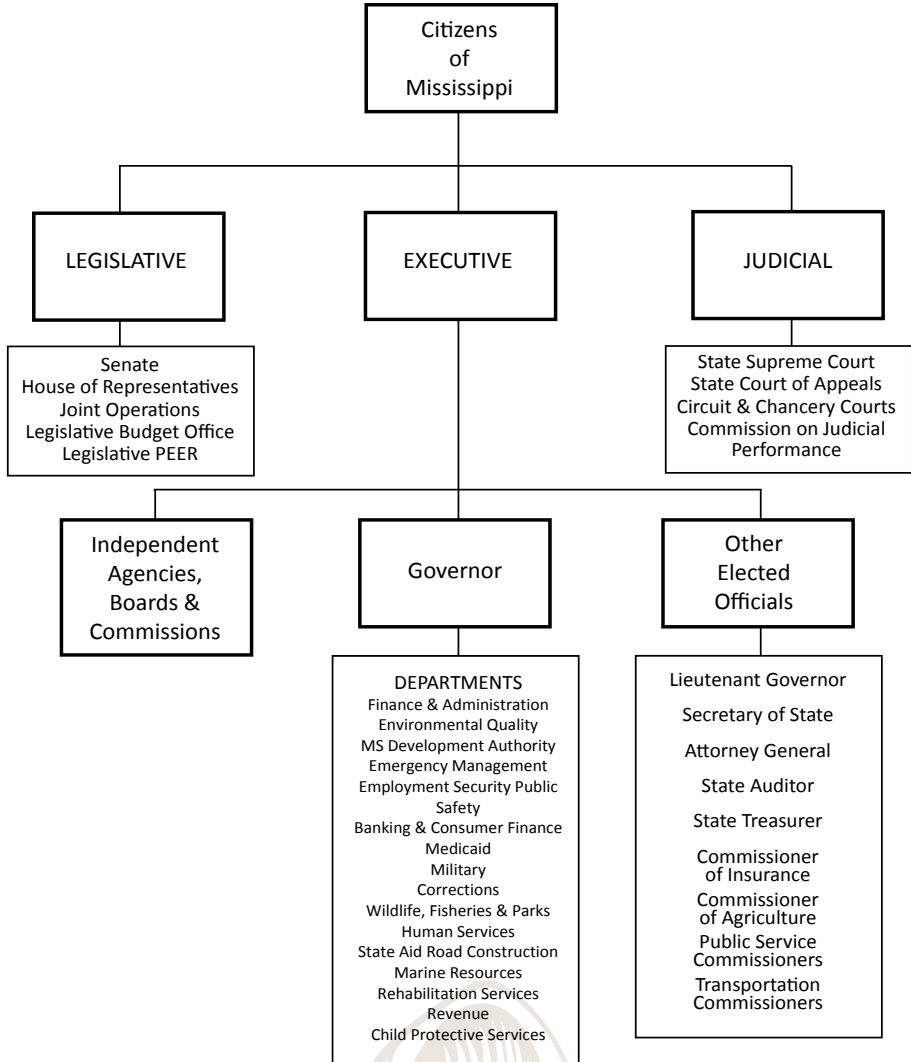 Citizens
of
Mississippi
LEGISLATIVE
EXECUTIVE
JUDICIAL
Senate
House of Representatives
Joint Operations
Legislative Budget Office
Legislative PEER
State Supreme Court
State Court of Appeals
Circuit & Chancery Courts
Commission on Judicial
Performance
Independent
Agencies,
Boards &
Commissions
Governor
Other
Elected
Officials
DEPARTMENTS
Finance & Administration
Environmental Quality
MS Development Authority
Emergency Management
Employment Security Public
Safety
Banking & Consumer Finance
Medicaid
Military
Corrections
Wildlife, Fisheries & Parks
Human Services
State Aid Road Construction
Marine Resources
Rehabilitation Services
Revenue
Child Protective Services
Lieutenant Governor
Secretary of State
Attorney General
State Auditor
State Treasurer
Commissioner
of Insurance
Commissioner
of Agriculture
Public Service
Commissioners
Transportation
Commissioners